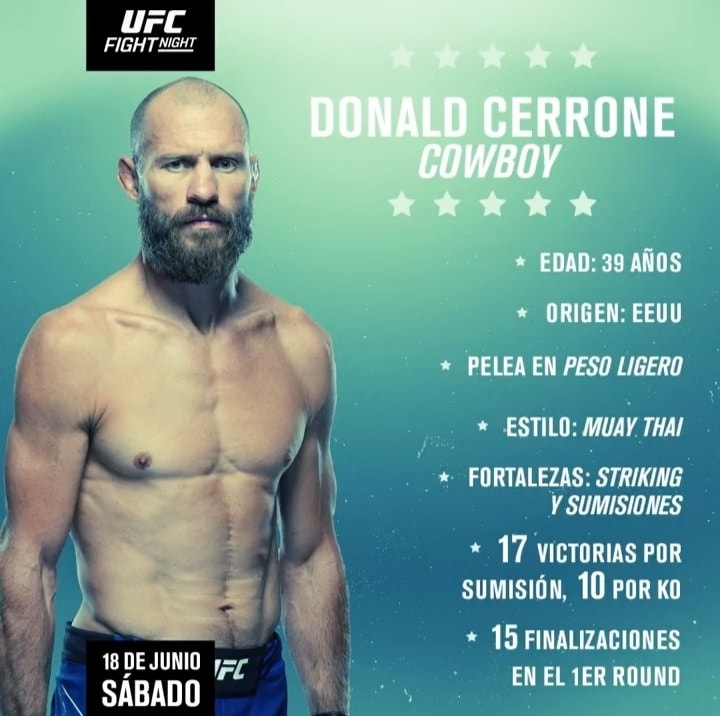 UFC
FIGHT NIGHT
DONALD CERRONE
COWBOY
EDAD: 39 AÑOS
ORIGEN: EEUU
PELEA EN PESO LIGERO
ESTILO: MUAY THAI
FORTALEZAS: STRIKING
Y SUMISIONES
17 VICTORIAS POR
SUMISIÓN, 10 POR KO
15 FINALIZACIONES
EN EL 1ER ROUND
18 DE JUNIO
SÁBADO
UFC